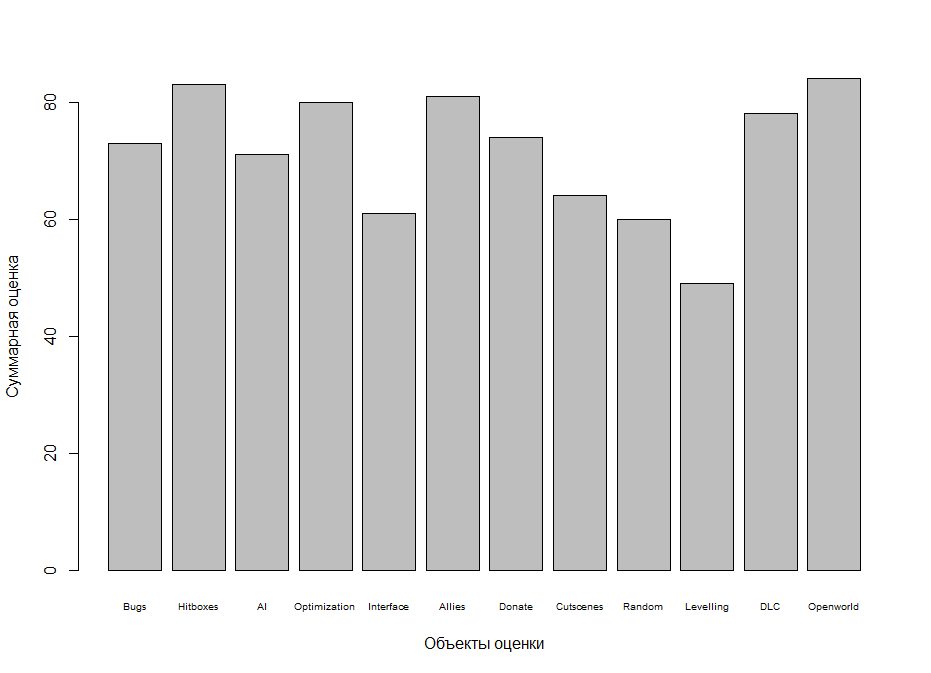 Суммарная оценка
80
60
40
20
0
Bugs Hitboxes AI Optimization Interface Allies Donate Cutscenes Random Levelling DLC Openworld
Объекты оценки